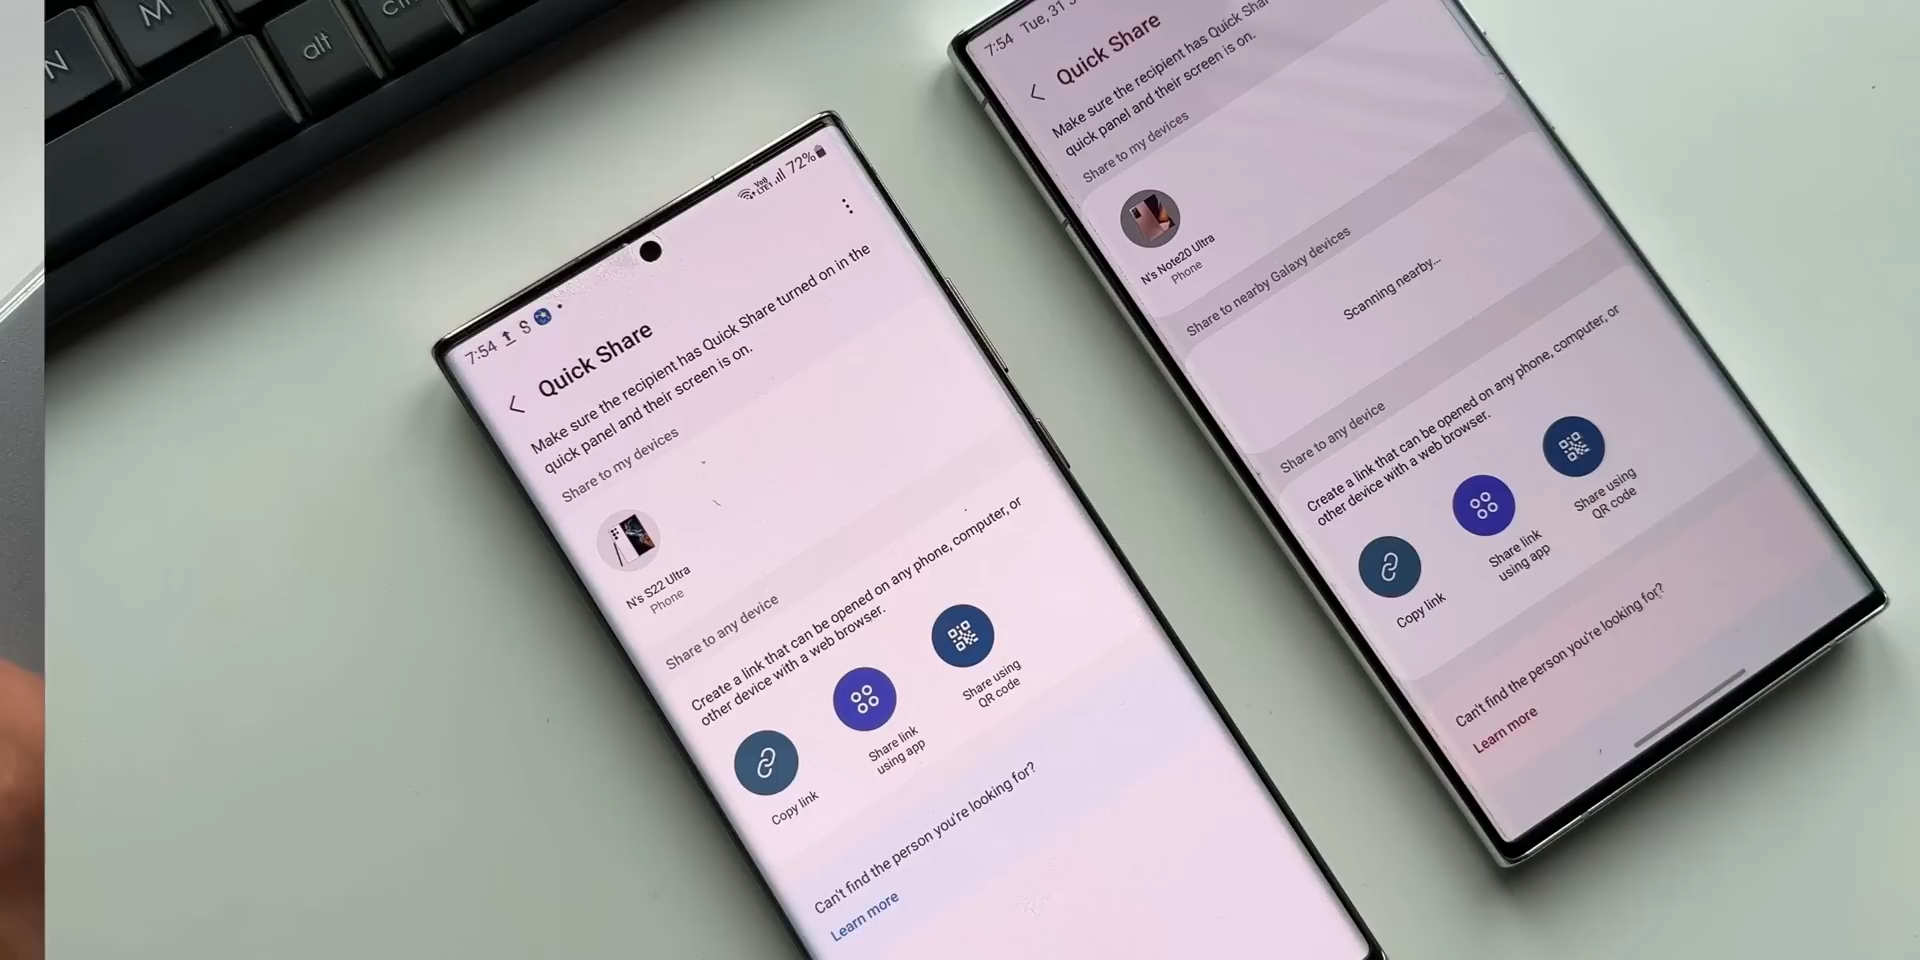 N
M
alt
7:54
72%
Quick Share
Make sure the recipient has Quick Share turned on in the
quick panel and their screen is on.
Share to my devices
N's S22 Ultra
Phone
Share to any device
Create a link that can be opened on any phone, computer, or
other device with a web browser.
Copy link
Share link
using app
Share using
QR code
Can't find the person you're looking for?
Learn more
7:54 Tue, 31
Quick Share
Make sure the recipient has Quick
quick panel and their screen is on.
Share to my devices
N's Note20 Ultra
Phone
Share to nearby Galaxy devices
Scanning nearby...
Share to any device
Create a link that can be opened on any phone, computer, or
other device with a web browser.
Copy link
Share link
using app
Share using
QR code
Can't find the person you're looking for?
Learn more